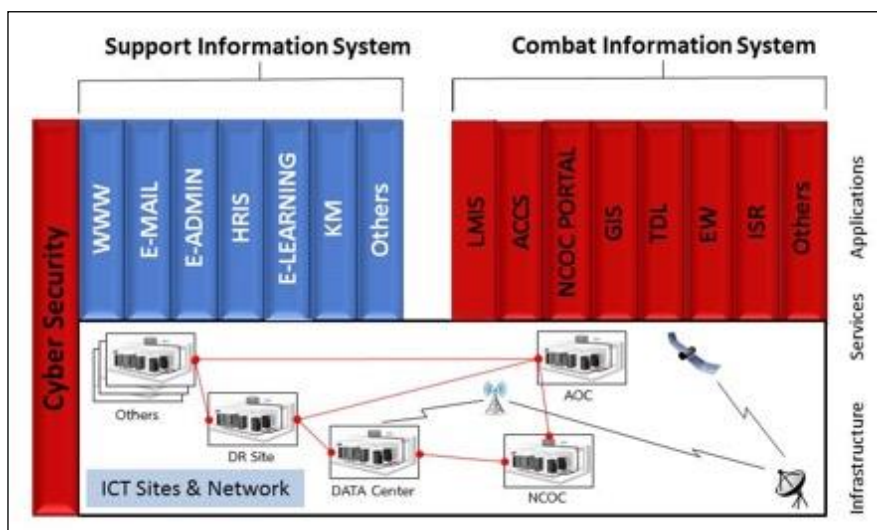 Support Information System
Combat Information System
Cyber Security
WWW
E-MAIL
E-ADMIN
HRIS
E-LEARNING
KM
Others
LMIS
ACCS
NCOC PORTAL
GIS
TDL
EW
ISR
Others
Applications
Services
Infrastructure
Others
DR Site
DATA Center
NCOC
AOC
ICT Sites & Network